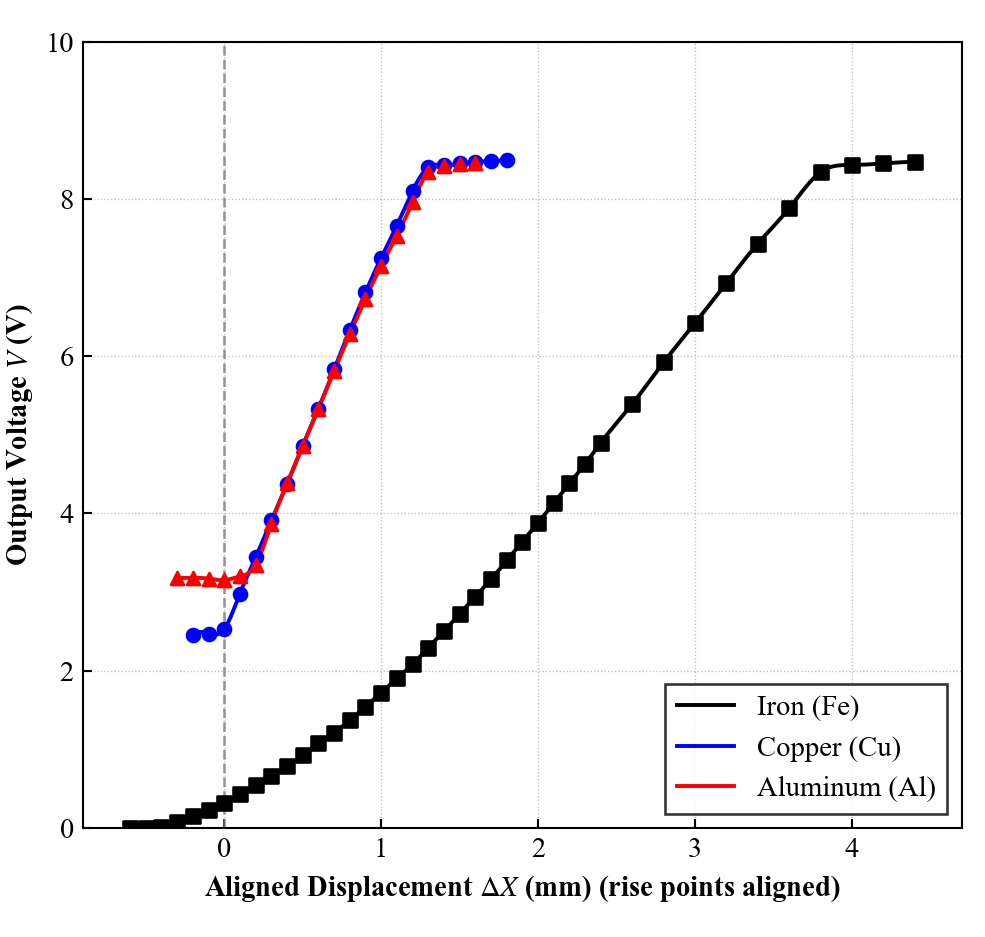 10
8
6
4
2
0
Output Voltage V (V)
0 1 2 3 4
Aligned Displacement ΔX (mm) (rise points aligned)
Iron (Fe)
Copper (Cu)
Aluminum (Al)